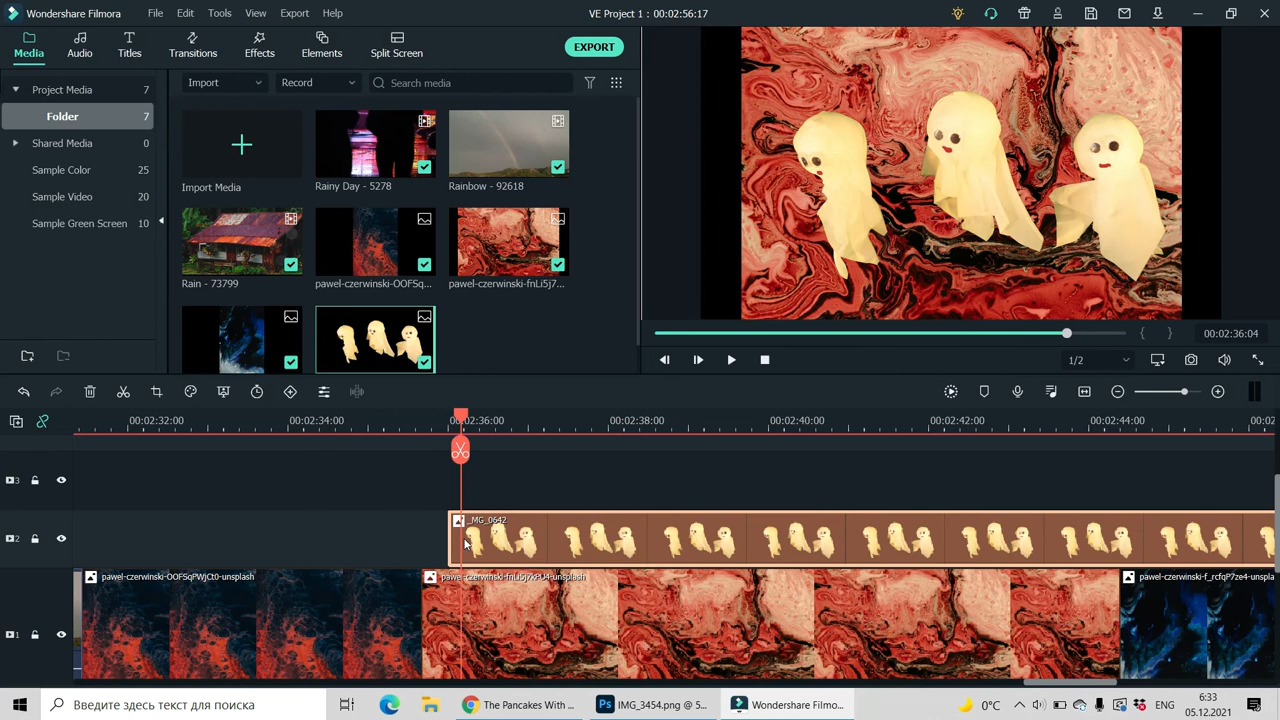 Wondershare Filmora
File Edit Tools View Export Help
VE Project 1 : 00:02:56:17
Media Audio Titles Transitions Effects Elements Split Screen
EXPORT
Project Media 7
Folder 7
Shared Media 0
Sample Color 25
Sample Video 20
Sample Green Screen 10
Import Record Search media
Import Media
Rainy Day - 5278
Rainbow - 92618
Rain - 73799
pawel-czerwinski-OOFSq...
pawel-czerwinski-fnLi5j7...
00:02:36:04
1/2
00:02:32:00 00:02:34:00 00:02:36:00 00:02:38:00 00:02:40:00 00:02:42:00 00:02:44:00 00:02
3
2
_MG_0642
1
pawel-czerwinski-OOFSqPWjCt0-unsplash
pawel-czerwinski-f_rcfqP7ze4-unspla
Введите здесь текст для поиска
The Pancakes With ...
IMG_3454.png @ 5...
Wondershare Filmo...
0°C
ENG
6:33
05.12.2021